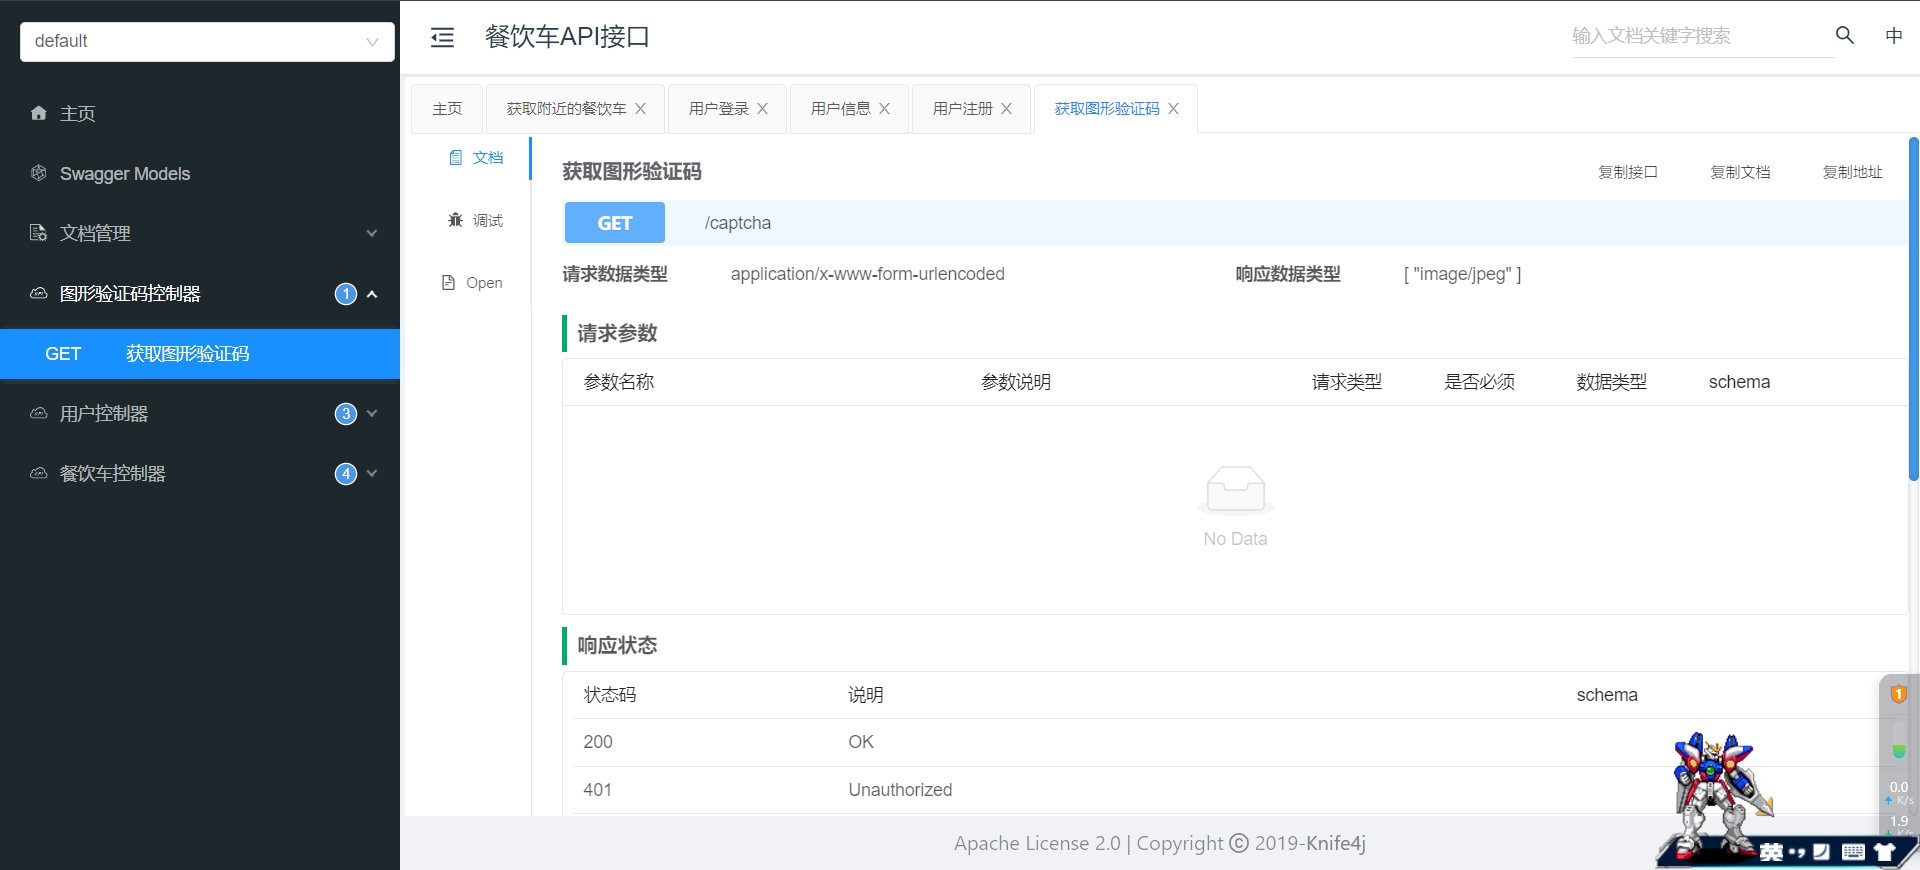 default
主页
Swagger Models
文档管理
图形验证码控制器 1
GET 获取图形验证码
用户控制器 3
餐饮车控制器 4
餐饮车API接口
输入文档关键字搜索
中
主页 获取附近的餐饮车 用户登录 用户信息 用户注册 获取图形验证码
文档
调试
Open
获取图形验证码
复制接口 复制文档 复制地址
GET /captcha
请求数据类型 application/x-www-form-urlencoded 响应数据类型 [ "image/jpeg" ]
请求参数
参数名称 参数说明 请求类型 是否必须 数据类型 schema
No Data
响应状态
状态码 说明 schema
200 OK
401 Unauthorized
Apache License 2.0 | Copyright © 2019-Knife4j
1
0.0
K/s
1.9
K/s
英